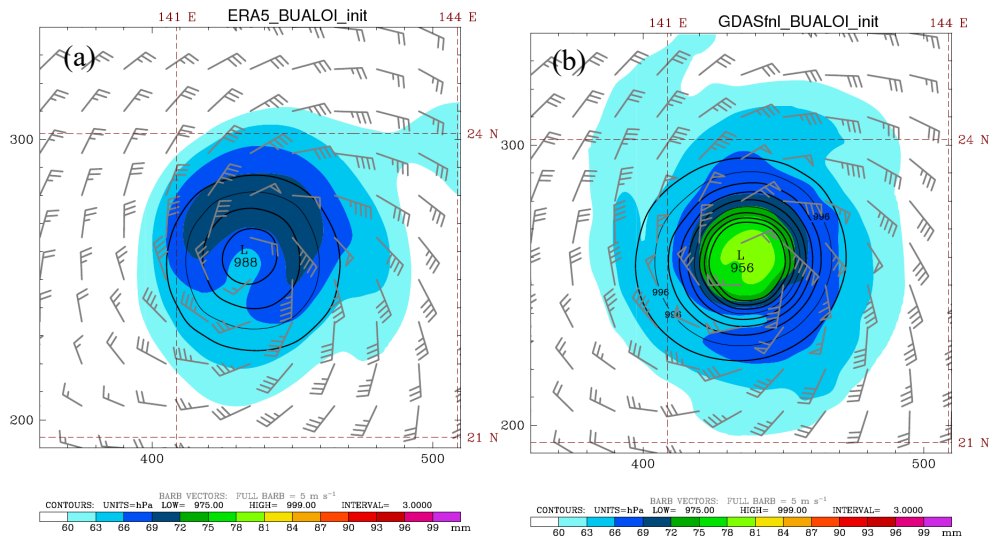 ERA5_BUALOI_init
141 E
144 E
(a)
300
24 N
L
988
200
21 N
400
500
BARB VECTORS: FULL BARB = 5 m s⁻¹
CONTOURS: UNITS=hPa LOW= 975.00 HIGH= 999.00 INTERVAL= 3.0000
60 63 66 69 72 75 78 81 84 87 90 93 96 99 mm
GDASfnl_BUALOI_init
141 E
144 E
(b)
300
24 N
996
L
956
996
996
200
21 N
400
500
BARB VECTORS: FULL BARB = 5 m s⁻¹
CONTOURS: UNITS=hPa LOW= 975.00 HIGH= 999.00 INTERVAL= 3.0000
60 63 66 69 72 75 78 81 84 87 90 93 96 99 mm